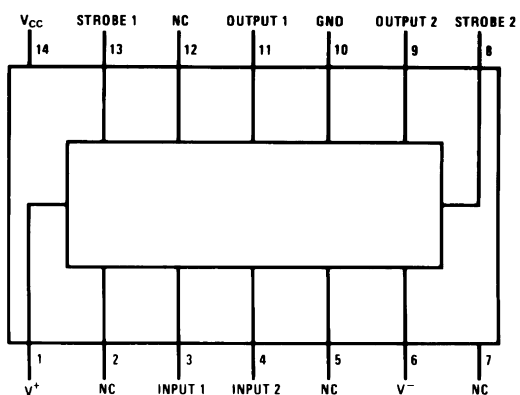 VCC STROBE 1 NC OUTPUT 1 GND OUTPUT 2 STROBE 2
14 13 12 11 10 9 8
1 2 3 4 5 6 7
V+ NC INPUT 1 INPUT 2 NC V− NC